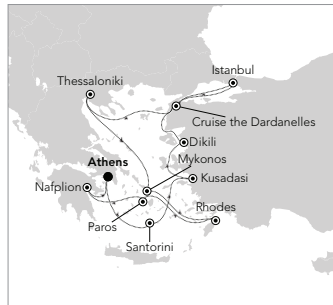 Istanbul
Thessaloniki
Cruise the Dardanelles
Dikili
Mykonos
Athens
Kusadasi
Nafplion
Rhodes
Paros
Santorini